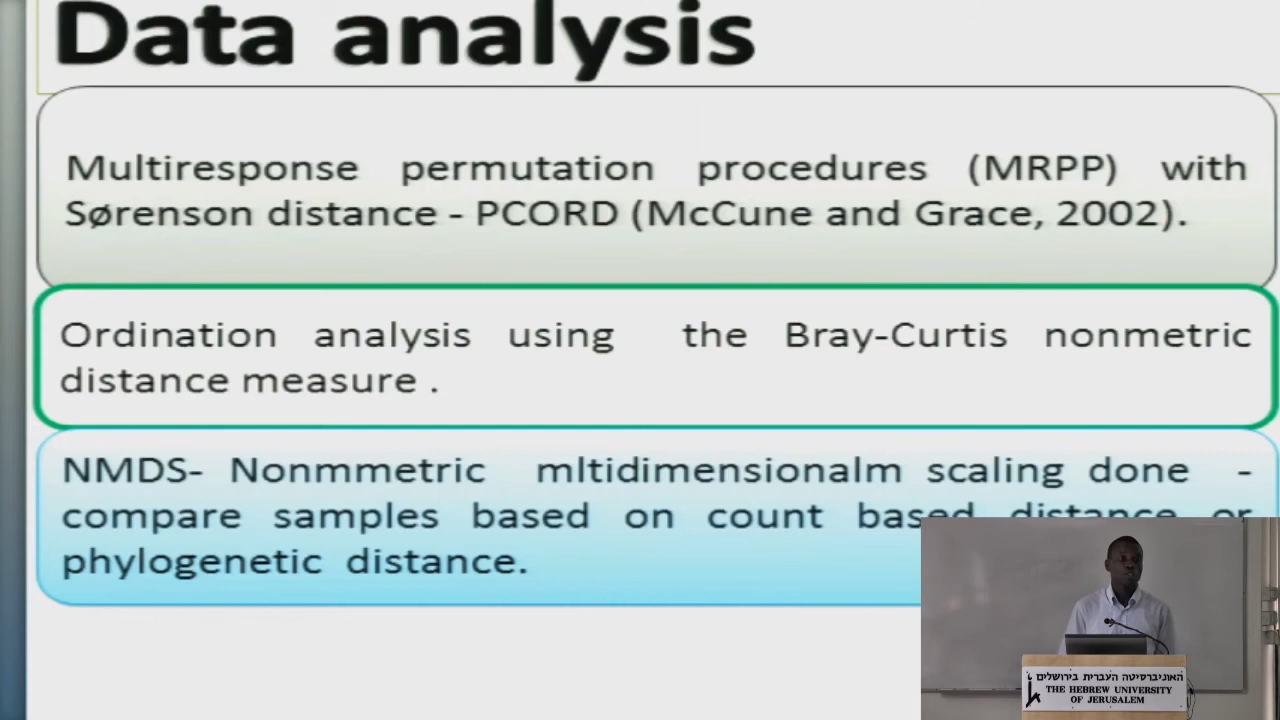 Data analysis
Multiresponse permutation procedures (MRPP) with
Sørenson distance - PCORD (McCune and Grace, 2002).
Ordination analysis using the Bray-Curtis nonmetric
distance measure .
NMDS- Nonmmetric mltidimensionalm scaling done -
compare samples based on count based distance or
phylogenetic distance.
האוניברסיטה העברית בירושלים
THE HEBREW UNIVERSITY
OF JERUSALEM